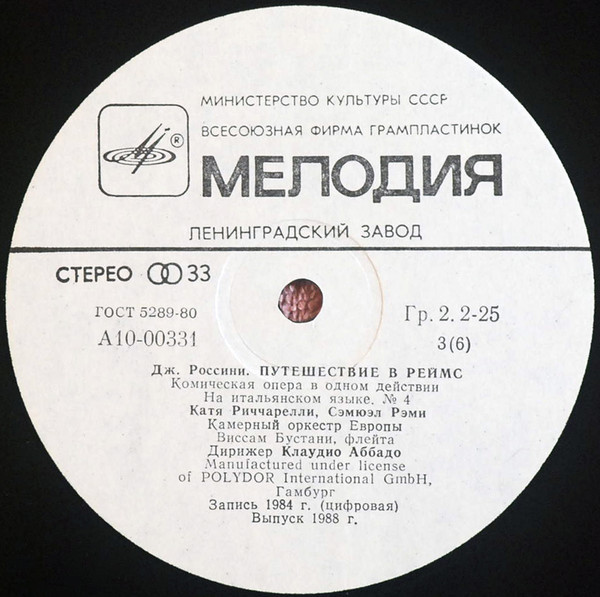 МИНИСТЕРСТВО КУЛЬТУРЫ СССР
ВСЕСОЮЗНАЯ ФИРМА ГРАМПЛАСТИНОК
®
МЕЛОДИЯ
ЛЕНИНГРАДСКИЙ ЗАВОД
СТЕРЕО 33
ГОСТ 5289-80
Гр. 2. 2-25
А10-00331
3(6)
Дж. Россини. ПУТЕШЕСТВИЕ В РЕЙМС
Комическая опера в одном действии
На итальянском языке. № 4
Катя Риччарелли, Сэмюэл Рэми
Камерный оркестр Европы
Виссам Бустани, флейта
Дирижер Клаудио Аббадо
Manufactured under license
of POLYDOR International GmbH,
Гамбург
Запись 1984 г. (цифровая)
Выпуск 1988 г.